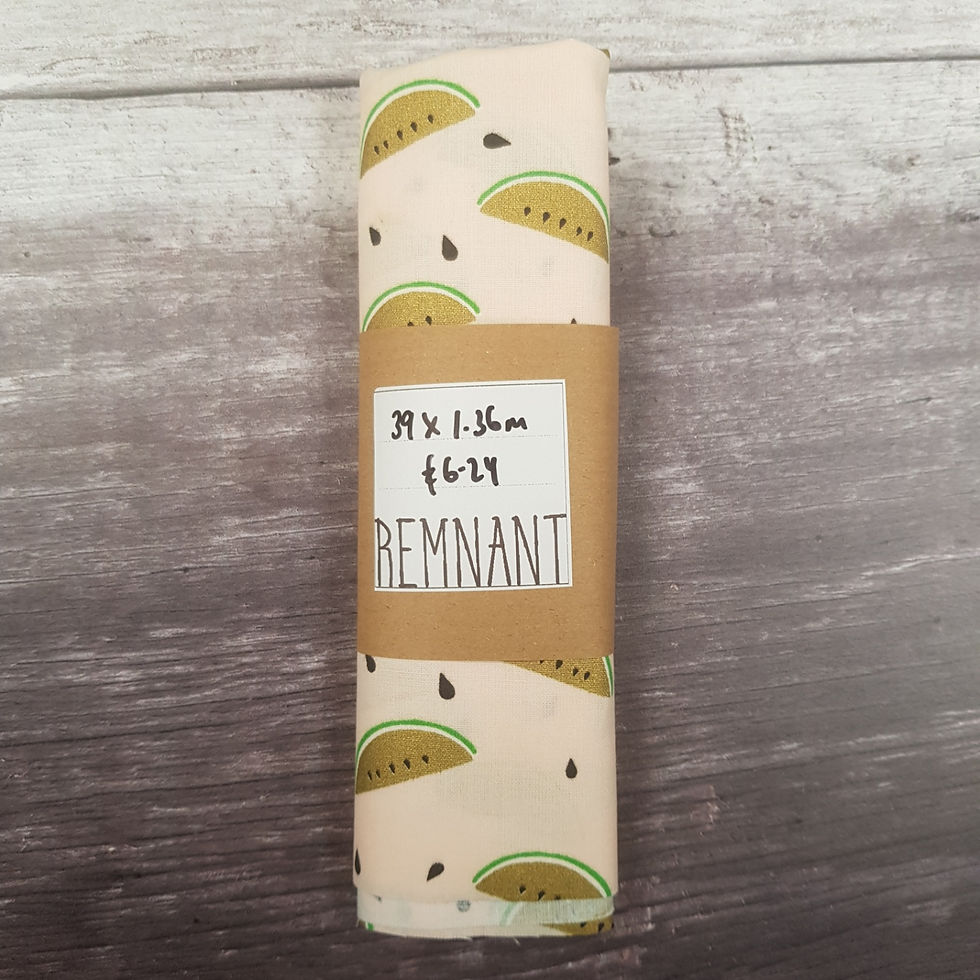 39 x 1.36m
£6-24
REMNANT